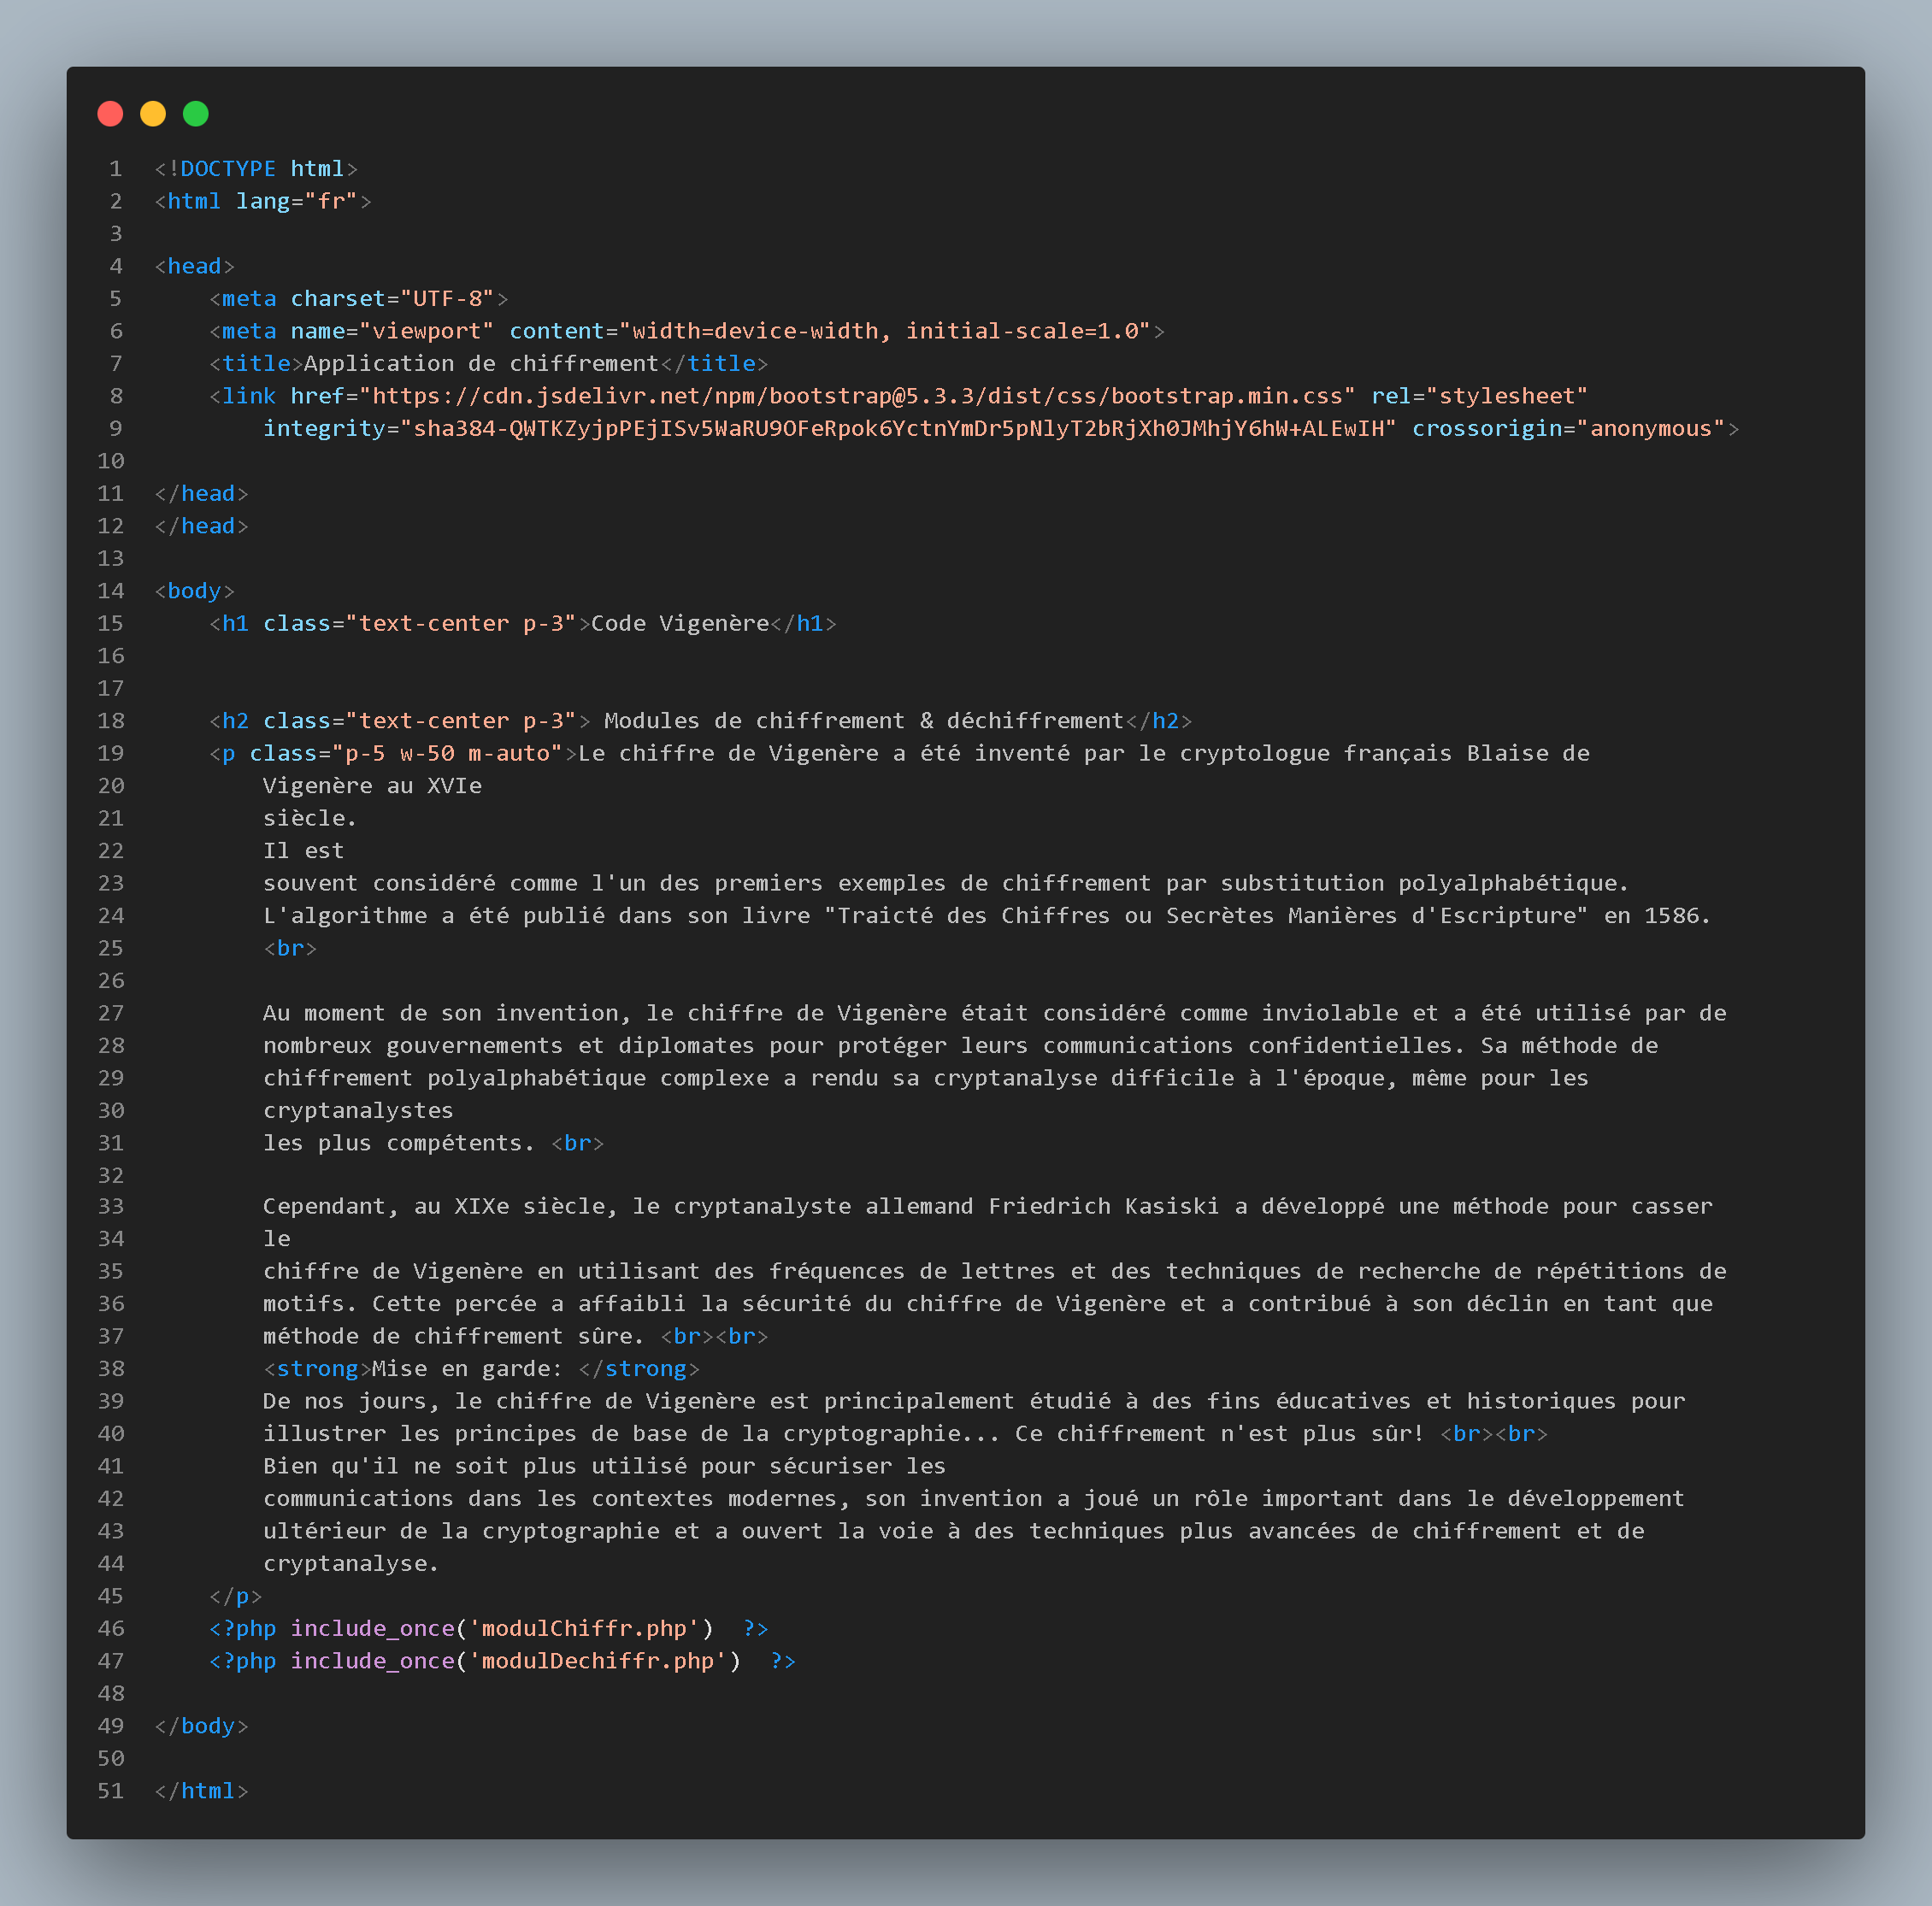 1 <!DOCTYPE html>
2 <html lang="fr">
3
4 <head>
5     <meta charset="UTF-8">
6     <meta name="viewport" content="width=device-width, initial-scale=1.0">
7     <title>Application de chiffrement</title>
8     <link href="https://cdn.jsdelivr.net/npm/bootstrap@5.3.3/dist/css/bootstrap.min.css" rel="stylesheet"
9         integrity="sha384-QWTKZyjpPEjISv5WaRU9OFeRpok6YctnYmDr5pNlyT2bRjXh0JMhjY6hW+ALEwIH" crossorigin="anonymous">
10
11 </head>
12 </head>
13
14 <body>
15     <h1 class="text-center p-3">Code Vigenère</h1>
16
17
18     <h2 class="text-center p-3"> Modules de chiffrement & déchiffrement</h2>
19     <p class="p-5 w-50 m-auto">Le chiffre de Vigenère a été inventé par le cryptologue français Blaise de
20         Vigenère au XVIe
21         siècle.
22         Il est
23         souvent considéré comme l'un des premiers exemples de chiffrement par substitution polyalphabétique.
24         L'algorithme a été publié dans son livre "Traicté des Chiffres ou Secrètes Manières d'Escripture" en 1586.
25         <br>
26
27         Au moment de son invention, le chiffre de Vigenère était considéré comme inviolable et a été utilisé par de
28         nombreux gouvernements et diplomates pour protéger leurs communications confidentielles. Sa méthode de
29         chiffrement polyalphabétique complexe a rendu sa cryptanalyse difficile à l'époque, même pour les
30         cryptanalystes
31         les plus compétents. <br>
32
33         Cependant, au XIXe siècle, le cryptanalyste allemand Friedrich Kasiski a développé une méthode pour casser
34         le
35         chiffre de Vigenère en utilisant des fréquences de lettres et des techniques de recherche de répétitions de
36         motifs. Cette percée a affaibli la sécurité du chiffre de Vigenère et a contribué à son déclin en tant que
37         méthode de chiffrement sûre. <br><br>
38         <strong>Mise en garde: </strong>
39         De nos jours, le chiffre de Vigenère est principalement étudié à des fins éducatives et historiques pour
40         illustrer les principes de base de la cryptographie... Ce chiffrement n'est plus sûr! <br><br>
41         Bien qu'il ne soit plus utilisé pour sécuriser les
42         communications dans les contextes modernes, son invention a joué un rôle important dans le développement
43         ultérieur de la cryptographie et a ouvert la voie à des techniques plus avancées de chiffrement et de
44         cryptanalyse.
45     </p>
46     <?php include_once('modulChiffr.php')  ?>
47     <?php include_once('modulDechiffr.php')  ?>
48
49 </body>
50
51 </html>